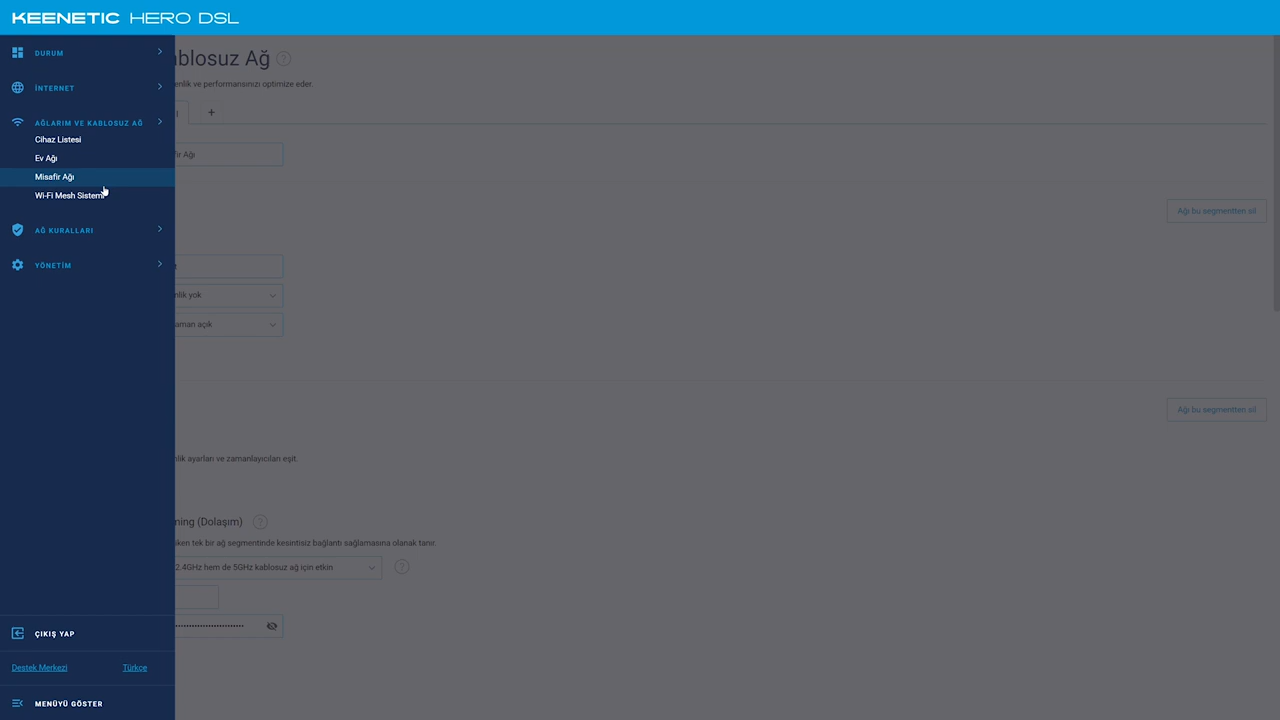 KEENETIC HERO DSL
DURUM
İNTERNET
AĞLARIM VE KABLOSUZ AĞ
Cihaz Listesi
Ev Ağı
Misafir Ağı
Wi-Fi Mesh Sistemi
AĞ KURALLARI
YÖNETİM
ÇIKIŞ YAP
Destek Merkezi
Türkçe
MENÜYÜ GÖSTER
ablosuz Ağ ?
enlik ve performansınızı optimize eder.
+
fir Ağı
Ağı bu segmentten sil
nlik yok
aman açık
Ağı bu segmentten sil
nlik ayarları ve zamanlayıcıları eşit.
ning (Dolaşım) ?
iken tek bir ağ segmentinde kesintisiz bağlantı sağlamasına olanak tanır.
2.4GHz hem de 5GHz kablosuz ağ için etkin ?